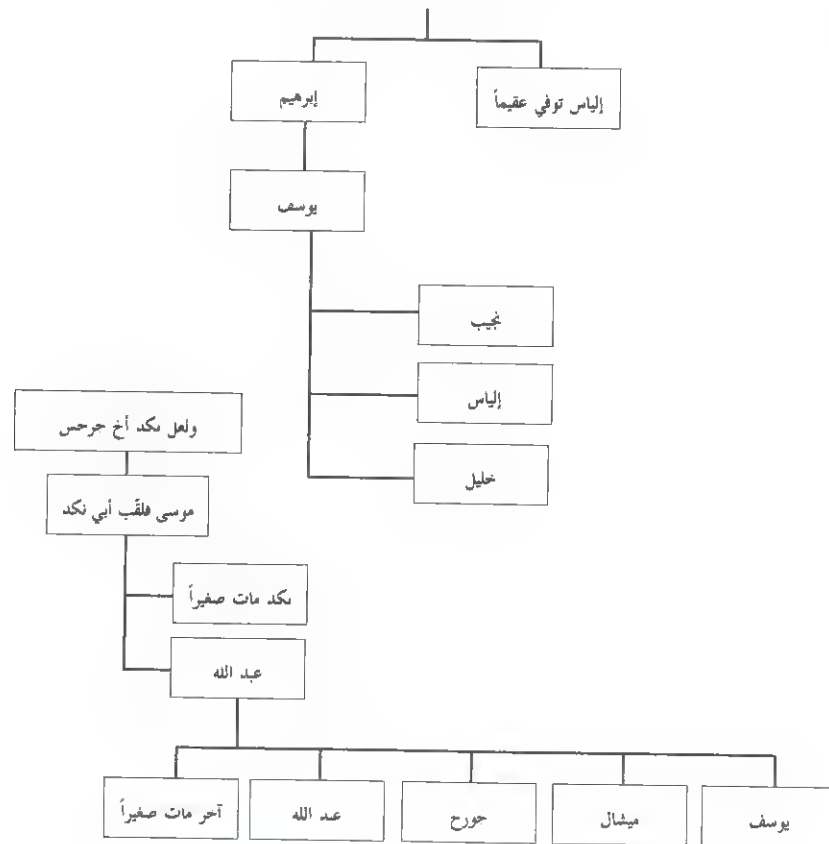 إلياس توفي عقيماً
إبرهيم
يوسف
نجيب
إلياس
خليل
ولعل نكد أخ جرجس
موسى فلقّب أبي نكد
نكد مات صغيراً
عبد الله
يوسف
ميشال
جورج
عبد الله
آخر مات صغيراً